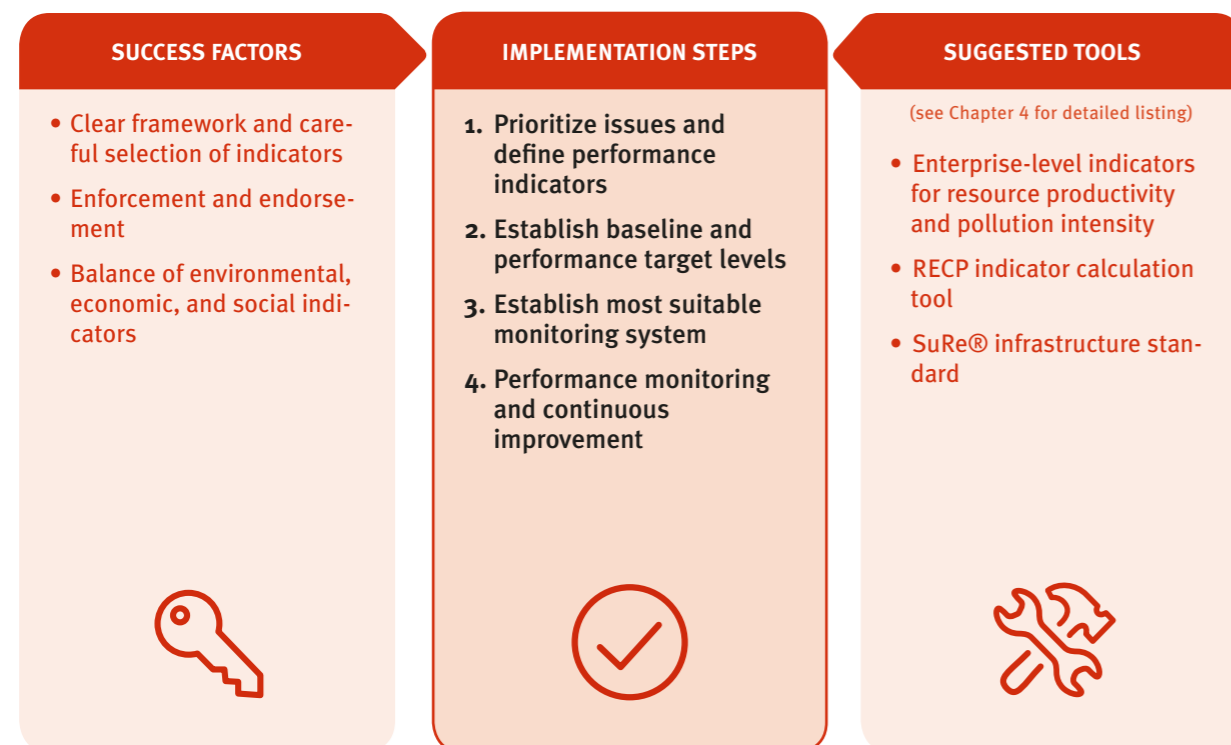 SUCCESS FACTORS
• Clear framework and care-
ful selection of indicators
• Enforcement and endorse-
ment
• Balance of environmental,
economic, and social indi-
cators
IMPLEMENTATION STEPS
1. Prioritize issues and
define performance
indicators
2. Establish baseline and
performance target levels
3. Establish most suitable
monitoring system
4. Performance monitoring
and continuous
improvement
SUGGESTED TOOLS
(see Chapter 4 for detailed listing)
• Enterprise-level indicators
for resource productivity
and pollution intensity
• RECP indicator calculation
tool
• SuRe® infrastructure stan-
dard